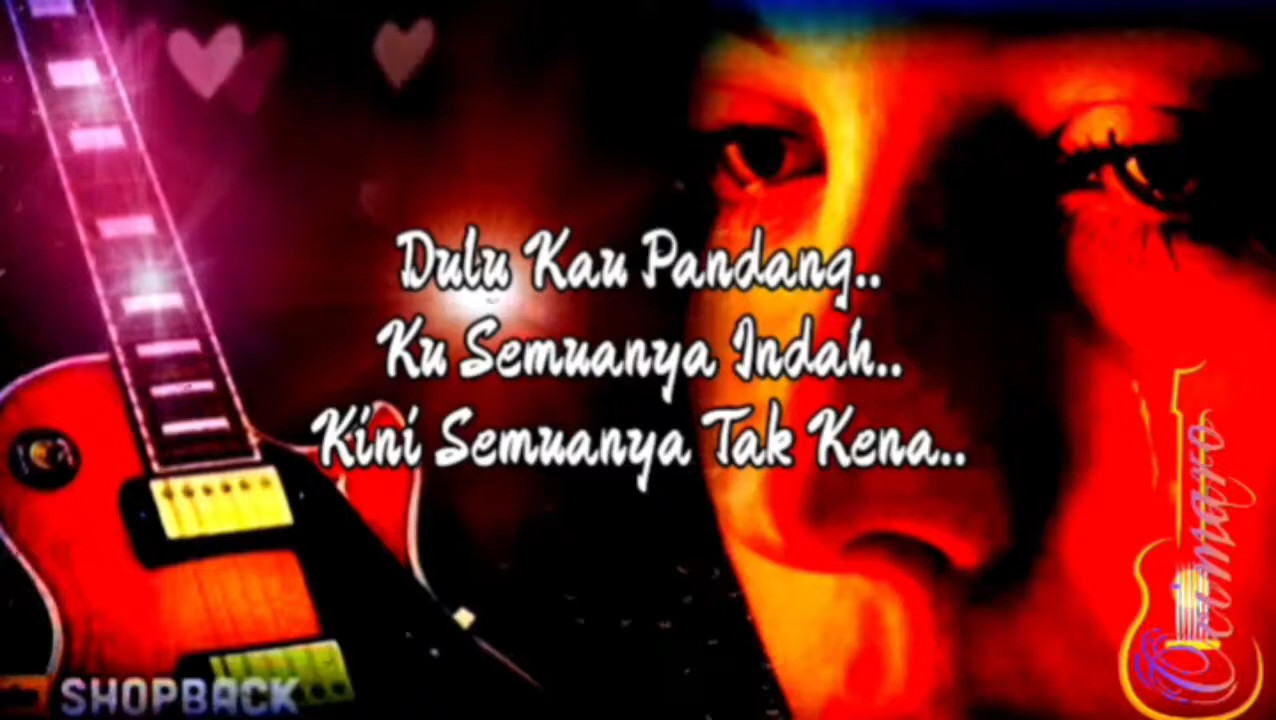 Dulu Kau Pandang..
Ku Semuanya Indah..
Kini Semuanya Tak Kena..
SHOPBACK